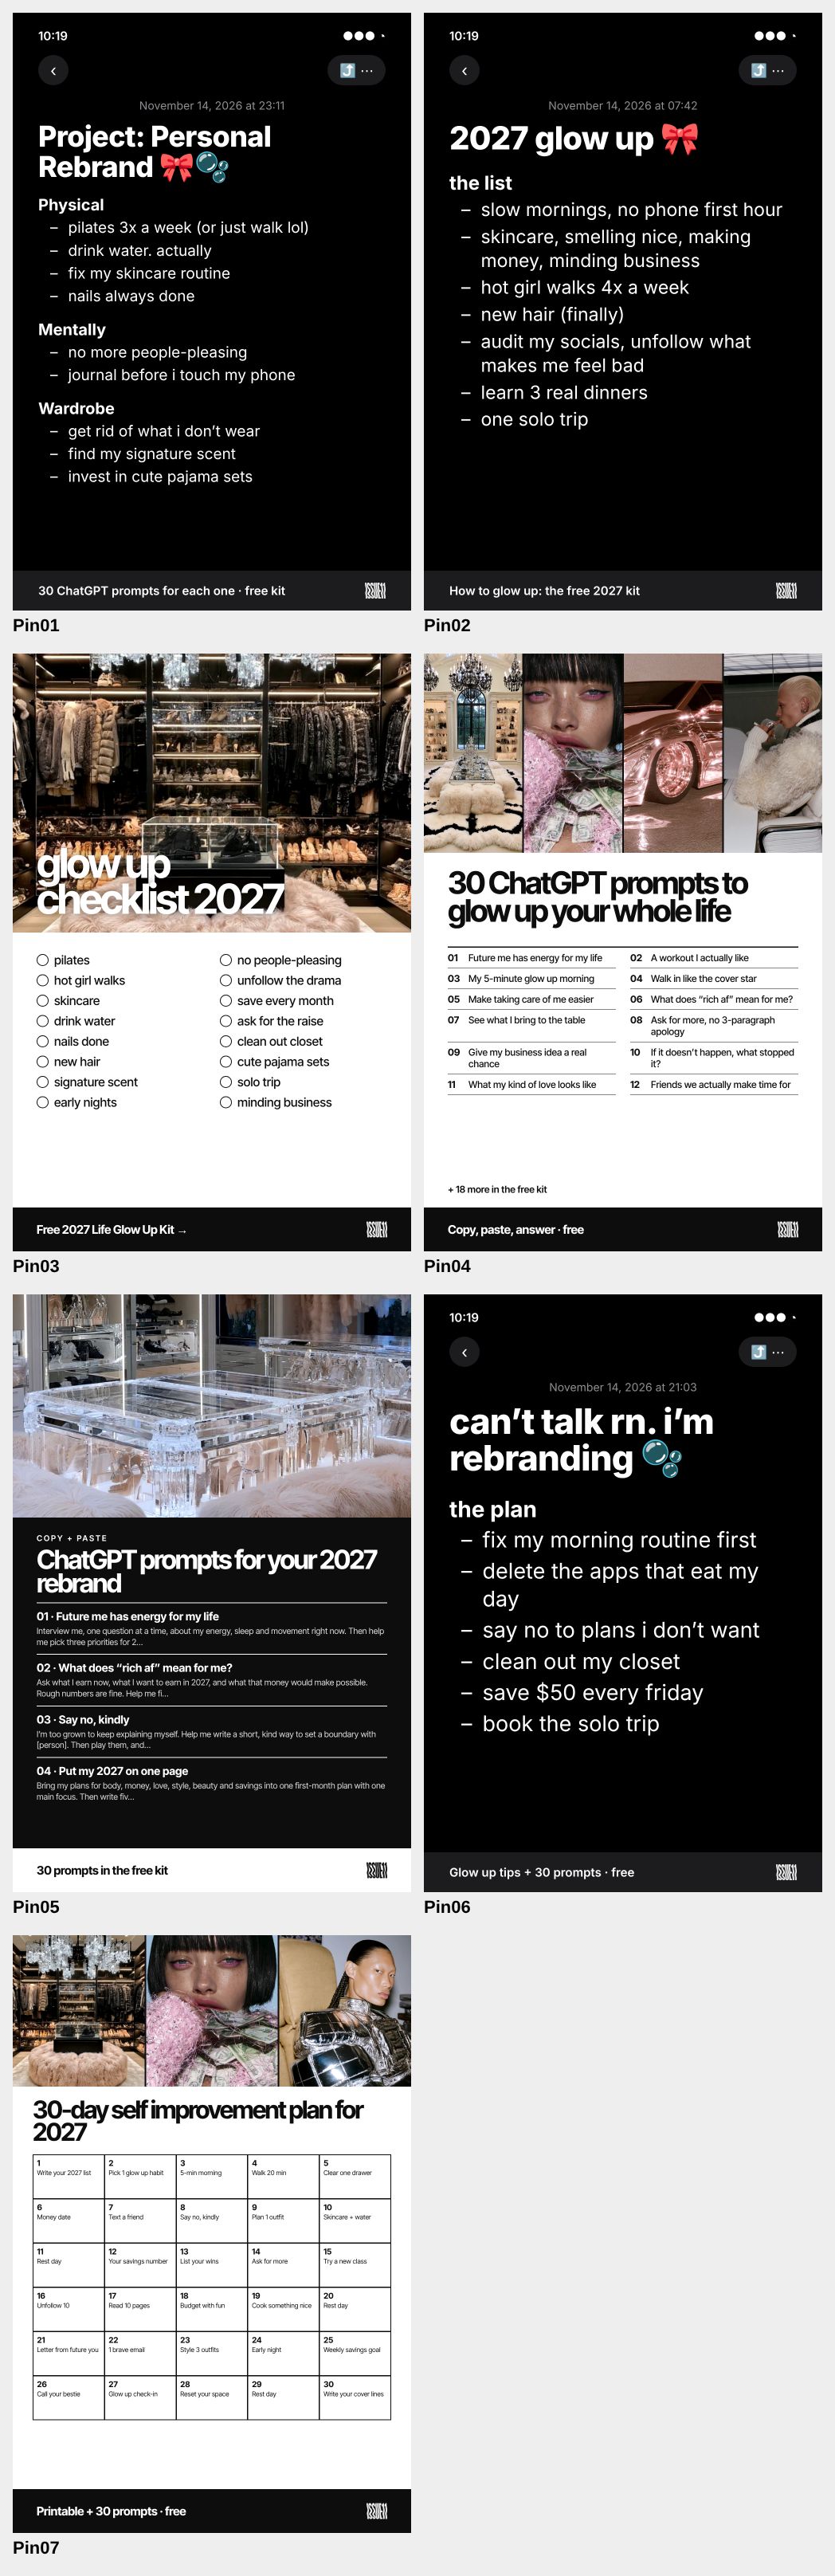 10:19
November 14, 2026 at 23:11
Project: Personal
Rebrand 🎀🫧
Physical
– pilates 3x a week (or just walk lol)
– drink water. actually
– fix my skincare routine
– nails always done
Mentally
– no more people-pleasing
– journal before i touch my phone
Wardrobe
– get rid of what i don’t wear
– find my signature scent
– invest in cute pajama sets
30 ChatGPT prompts for each one · free kit
ISSUE11
Pin01
10:19
November 14, 2026 at 07:42
2027 glow up 🎀
the list
– slow mornings, no phone first hour
– skincare, smelling nice, making
money, minding business
– hot girl walks 4x a week
– new hair (finally)
– audit my socials, unfollow what
makes me feel bad
– learn 3 real dinners
– one solo trip
How to glow up: the free 2027 kit
ISSUE11
Pin02
glow up
checklist 2027
pilates
hot girl walks
skincare
drink water
nails done
new hair
signature scent
early nights
no people-pleasing
unfollow the drama
save every month
ask for the raise
clean out closet
cute pajama sets
solo trip
minding business
Free 2027 Life Glow Up Kit →
ISSUE11
Pin03
30 ChatGPT prompts to
glow up your whole life
01 Future me has energy for my life
02 A workout I actually like
03 My 5-minute glow up morning
04 Walk in like the cover star
05 Make taking care of me easier
06 What does “rich af” mean for me?
07 See what I bring to the table
08 Ask for more, no 3-paragraph
apology
09 Give my business idea a real
chance
10 If it doesn’t happen, what stopped
it?
11 What my kind of love looks like
12 Friends we actually make time for
+ 18 more in the free kit
Copy, paste, answer · free
ISSUE11
Pin04
COPY + PASTE
ChatGPT prompts for your 2027
rebrand
01 · Future me has energy for my life
Interview me, one question at a time, about my energy, sleep and movement right now. Then help
me pick three priorities for 2...
02 · What does “rich af” mean for me?
Ask what I earn now, what I want to earn in 2027, and what that money would make possible.
Rough numbers are fine. Help me fi...
03 · Say no, kindly
I'm too grown to keep explaining myself. Help me write a short, kind way to set a boundary with
[person]. Then play them, and...
04 · Put my 2027 on one page
Bring my plans for body, money, love, style, beauty and savings into one first-month plan with one
main focus. Then write fiv...
30 prompts in the free kit
ISSUE11
Pin05
10:19
November 14, 2026 at 21:03
can’t talk rn. i’m
rebranding 🫧
the plan
– fix my morning routine first
– delete the apps that eat my
day
– say no to plans i don’t want
– clean out my closet
– save $50 every friday
– book the solo trip
Glow up tips + 30 prompts · free
ISSUE11
Pin06
30-day self improvement plan for
2027
1 Write your 2027 list
2 Pick 1 glow up habit
3 5-min morning
4 Walk 20 min
5 Clear one drawer
6 Money date
7 Text a friend
8 Say no, kindly
9 Plan 1 outfit
10 Skincare + water
11 Rest day
12 Your savings number
13 List your wins
14 Ask for more
15 Try a new class
16 Unfollow 10
17 Read 10 pages
18 Budget with fun
19 Cook something nice
20 Rest day
21 Letter from future you
22 1 brave email
23 Style 3 outfits
24 Early night
25 Weekly savings goal
26 Call your bestie
27 Glow up check-in
28 Reset your space
29 Rest day
30 Write your cover lines
Printable + 30 prompts · free
ISSUE11
Pin07